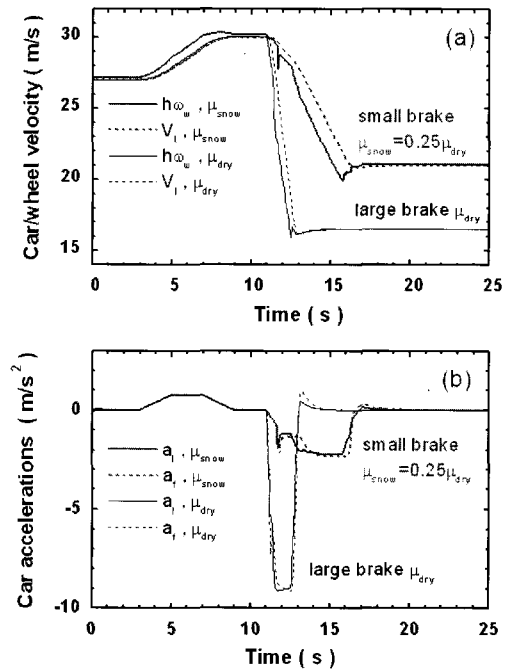 (a)
30
25
20
15
Car/wheel velocity ( m/s )
hω_w , μ_snow
V_l , μ_snow
hω_w , μ_dry
V_l , μ_dry
small brake
μ_snow=0.25μ_dry
large brake μ_dry
0 5 10 15 20 25
Time ( s )
(b)
0
-5
-10
Car accelerations ( m/s² )
a_l , μ_snow
a_f , μ_snow
a_l , μ_dry
a_f , μ_dry
small brake
μ_snow=0.25μ_dry
large brake μ_dry
0 5 10 15 20 25
Time ( s )